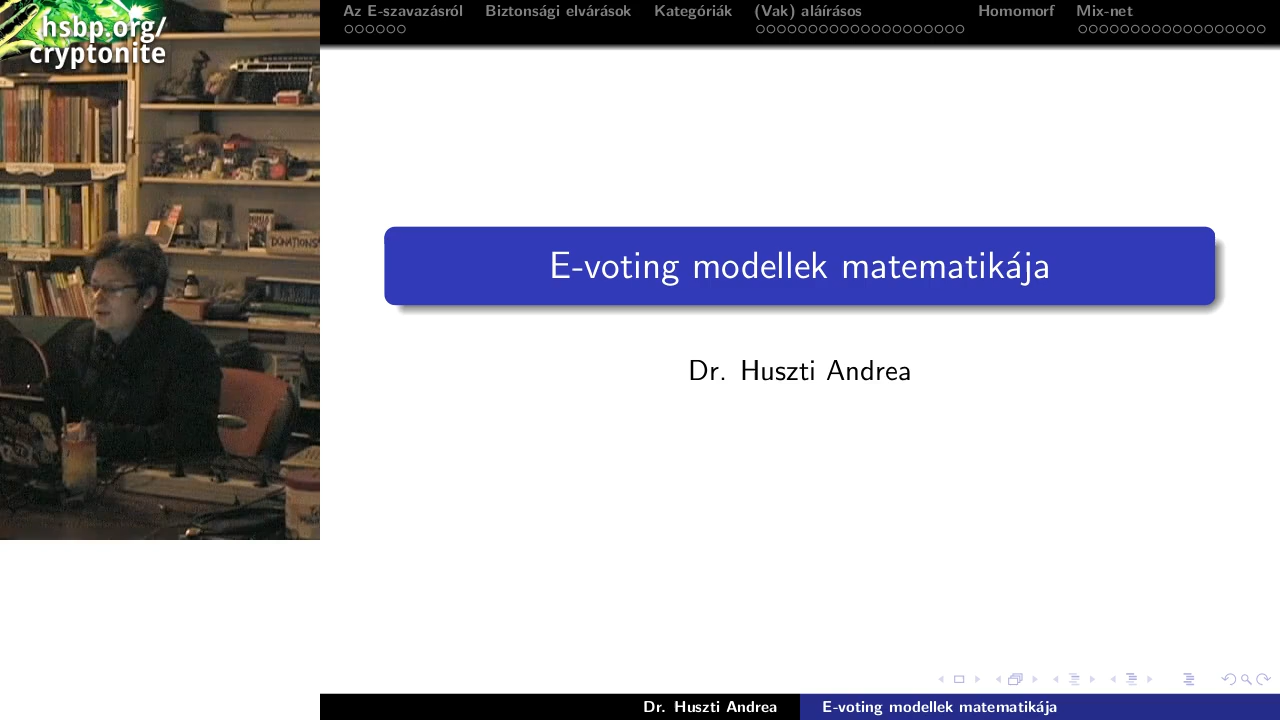 hsbp.org/
cryptonite
DONATIONS
Az E-szavazásról Biztonsági elvárások Kategóriák (Vak) aláírásos Homomorf Mix-net
E-voting modellek matematikája
Dr. Huszti Andrea
Dr. Huszti Andrea E-voting modellek matematikája